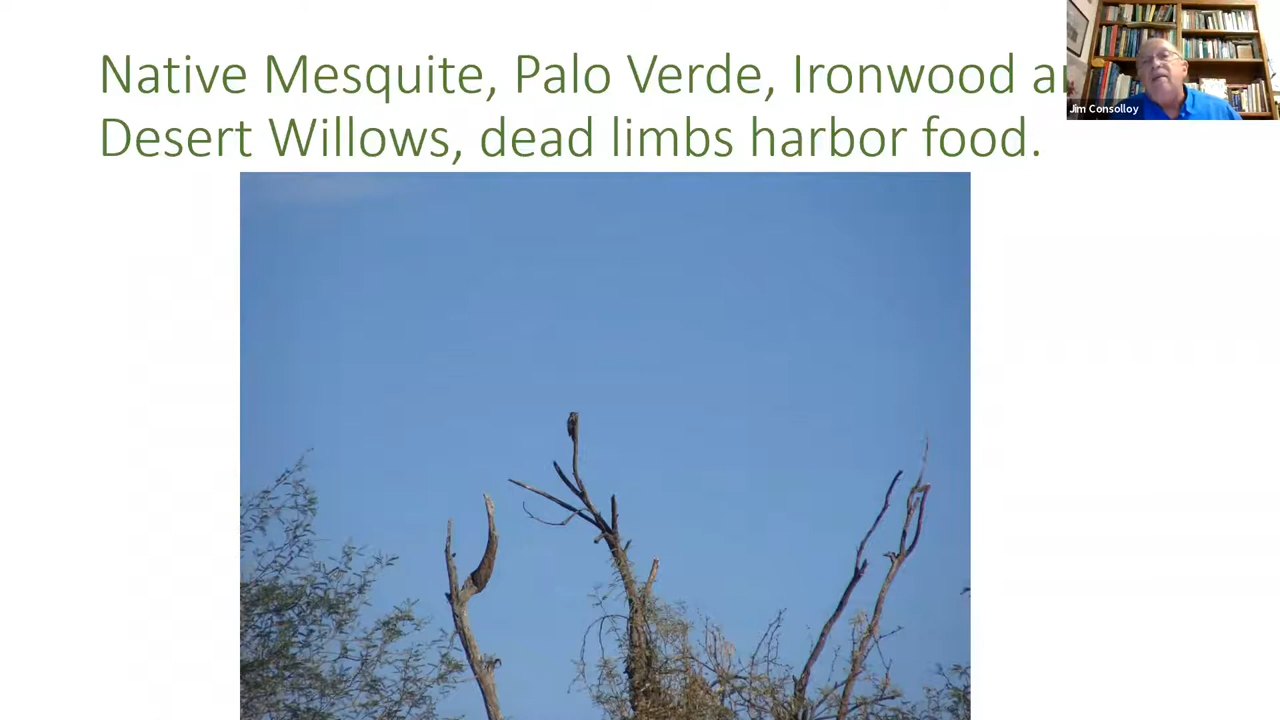 Native Mesquite, Palo Verde, Ironwood
Desert Willows, dead limbs harbor food.
Jim Consolloy